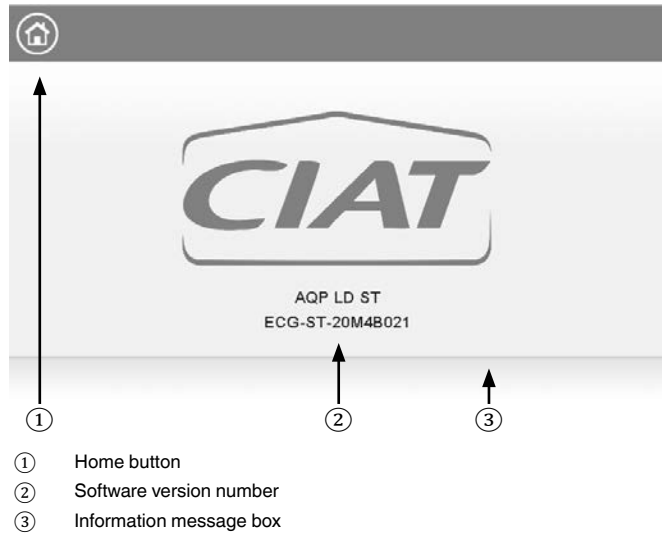 CIAT
AQP LD ST
ECG-ST-20M4B021
① ② ③
① Home button
② Software version number
③ Information message box